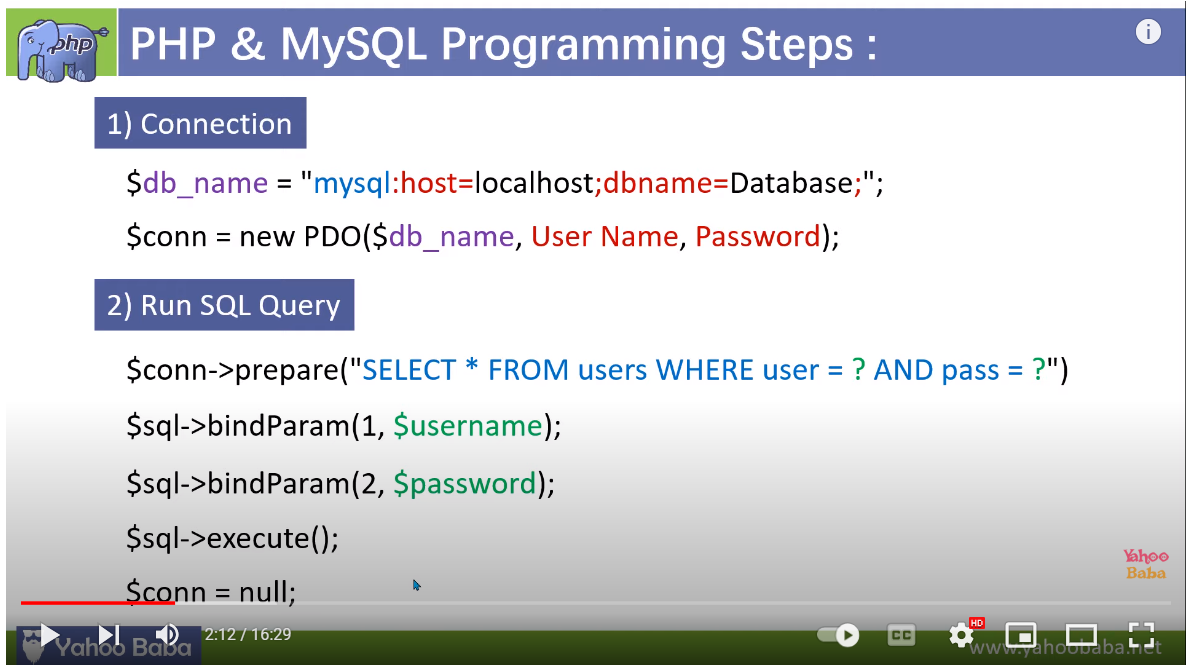 php
PHP & MySQL Programming Steps :
i
1) Connection
$db_name = "mysql:host=localhost;dbname=Database;";
$conn = new PDO($db_name, User Name, Password);
2) Run SQL Query
$conn->prepare("SELECT * FROM users WHERE user = ? AND pass = ?")
$sql->bindParam(1, $username);
$sql->bindParam(2, $password);
$sql->execute();
Yahoo
Baba
$conn = null;
2:12 / 16:29
CC
HD
Yahoo Baba
www.yahoobaba.net